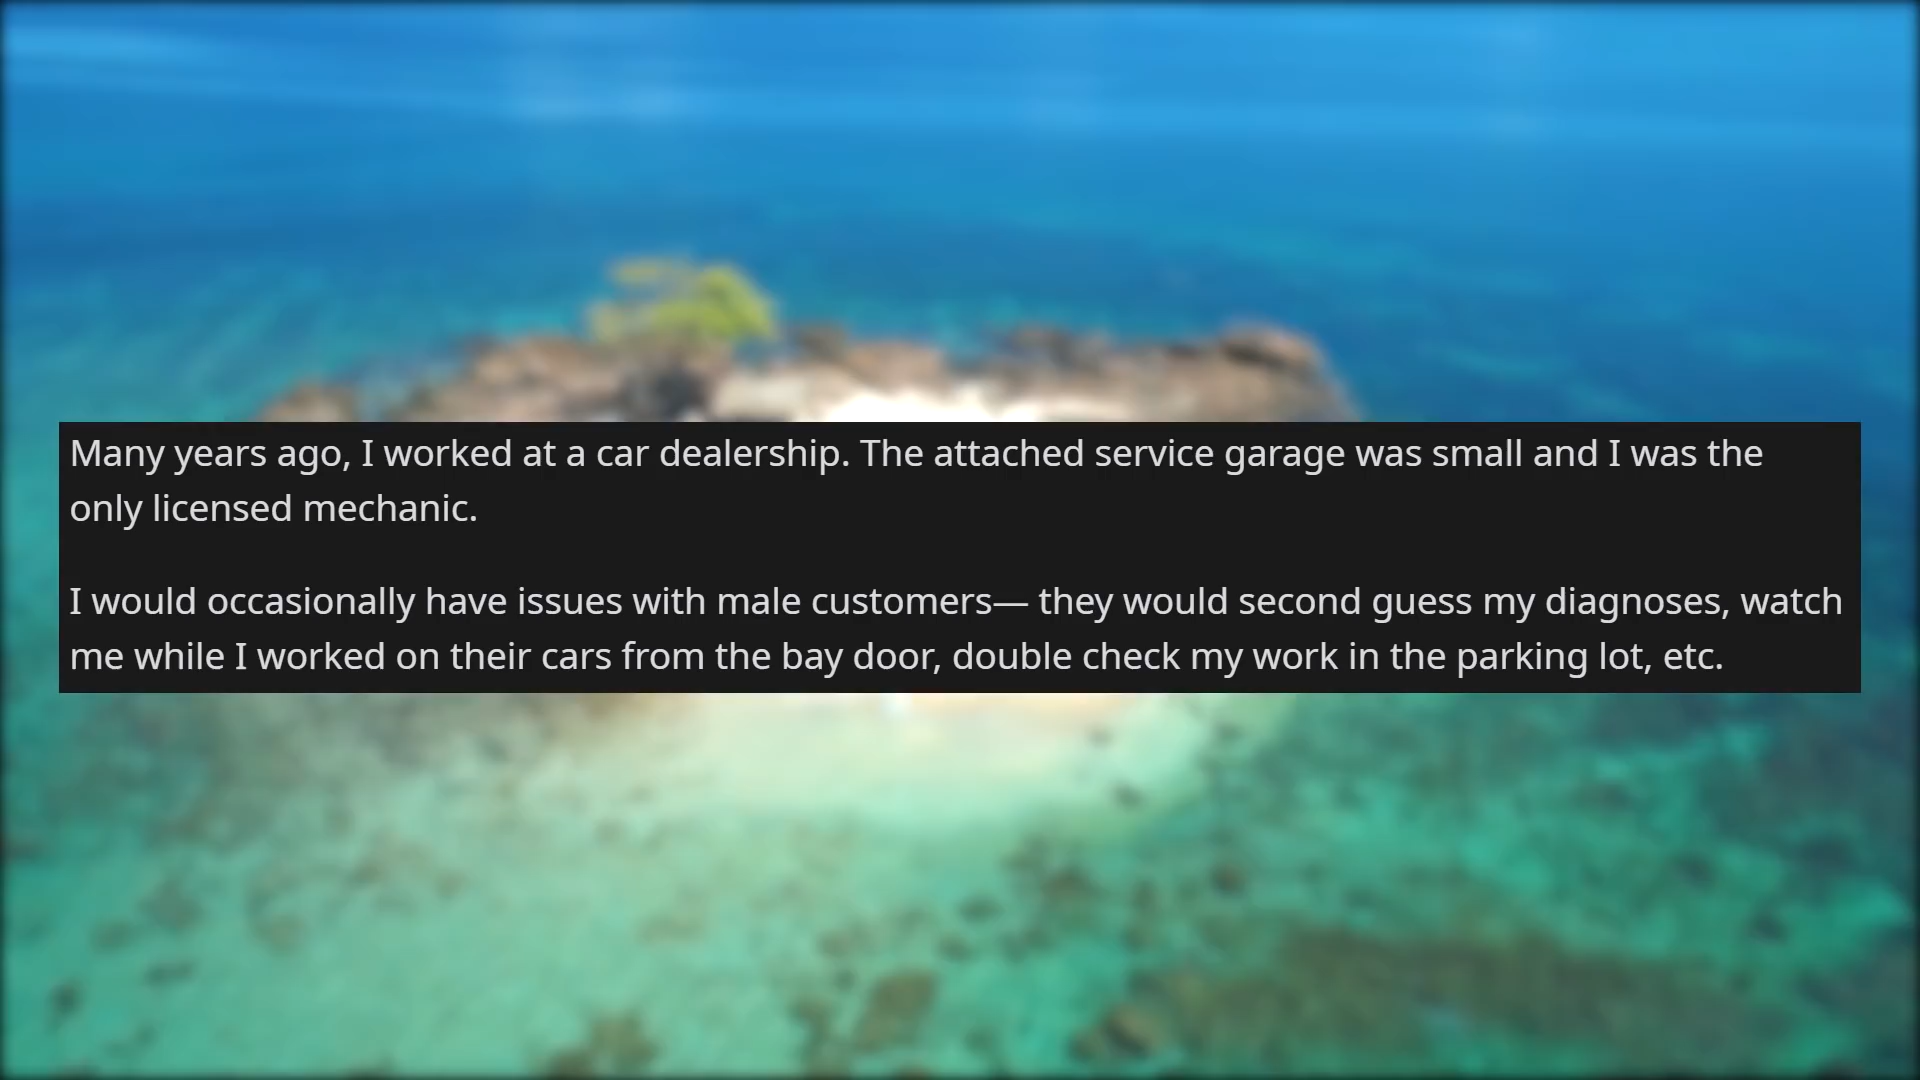 Many years ago, I worked at a car dealership. The attached service garage was small and I was the
only licensed mechanic.
I would occasionally have issues with male customers— they would second guess my diagnoses, watch
me while I worked on their cars from the bay door, double check my work in the parking lot, etc.